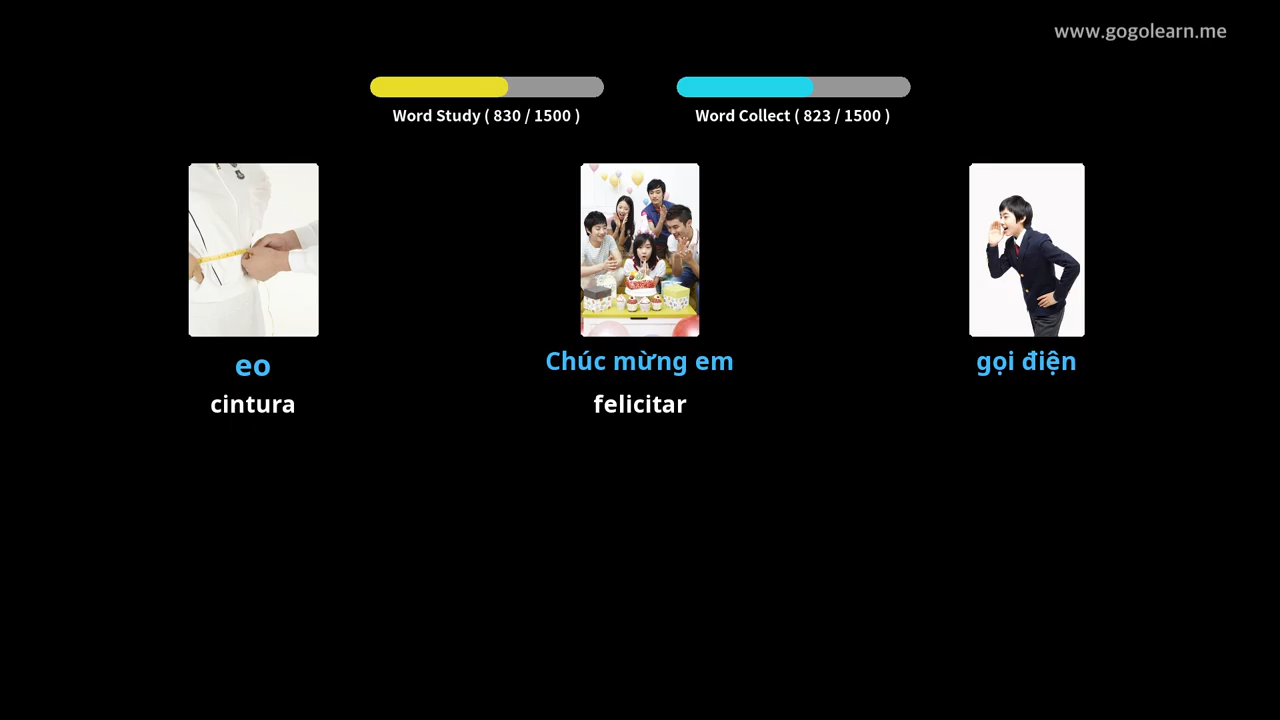 www.gogolearn.me
Word Study ( 830 / 1500 )
Word Collect ( 823 / 1500 )
eo
cintura
Chúc mừng em
felicitar
gọi điện